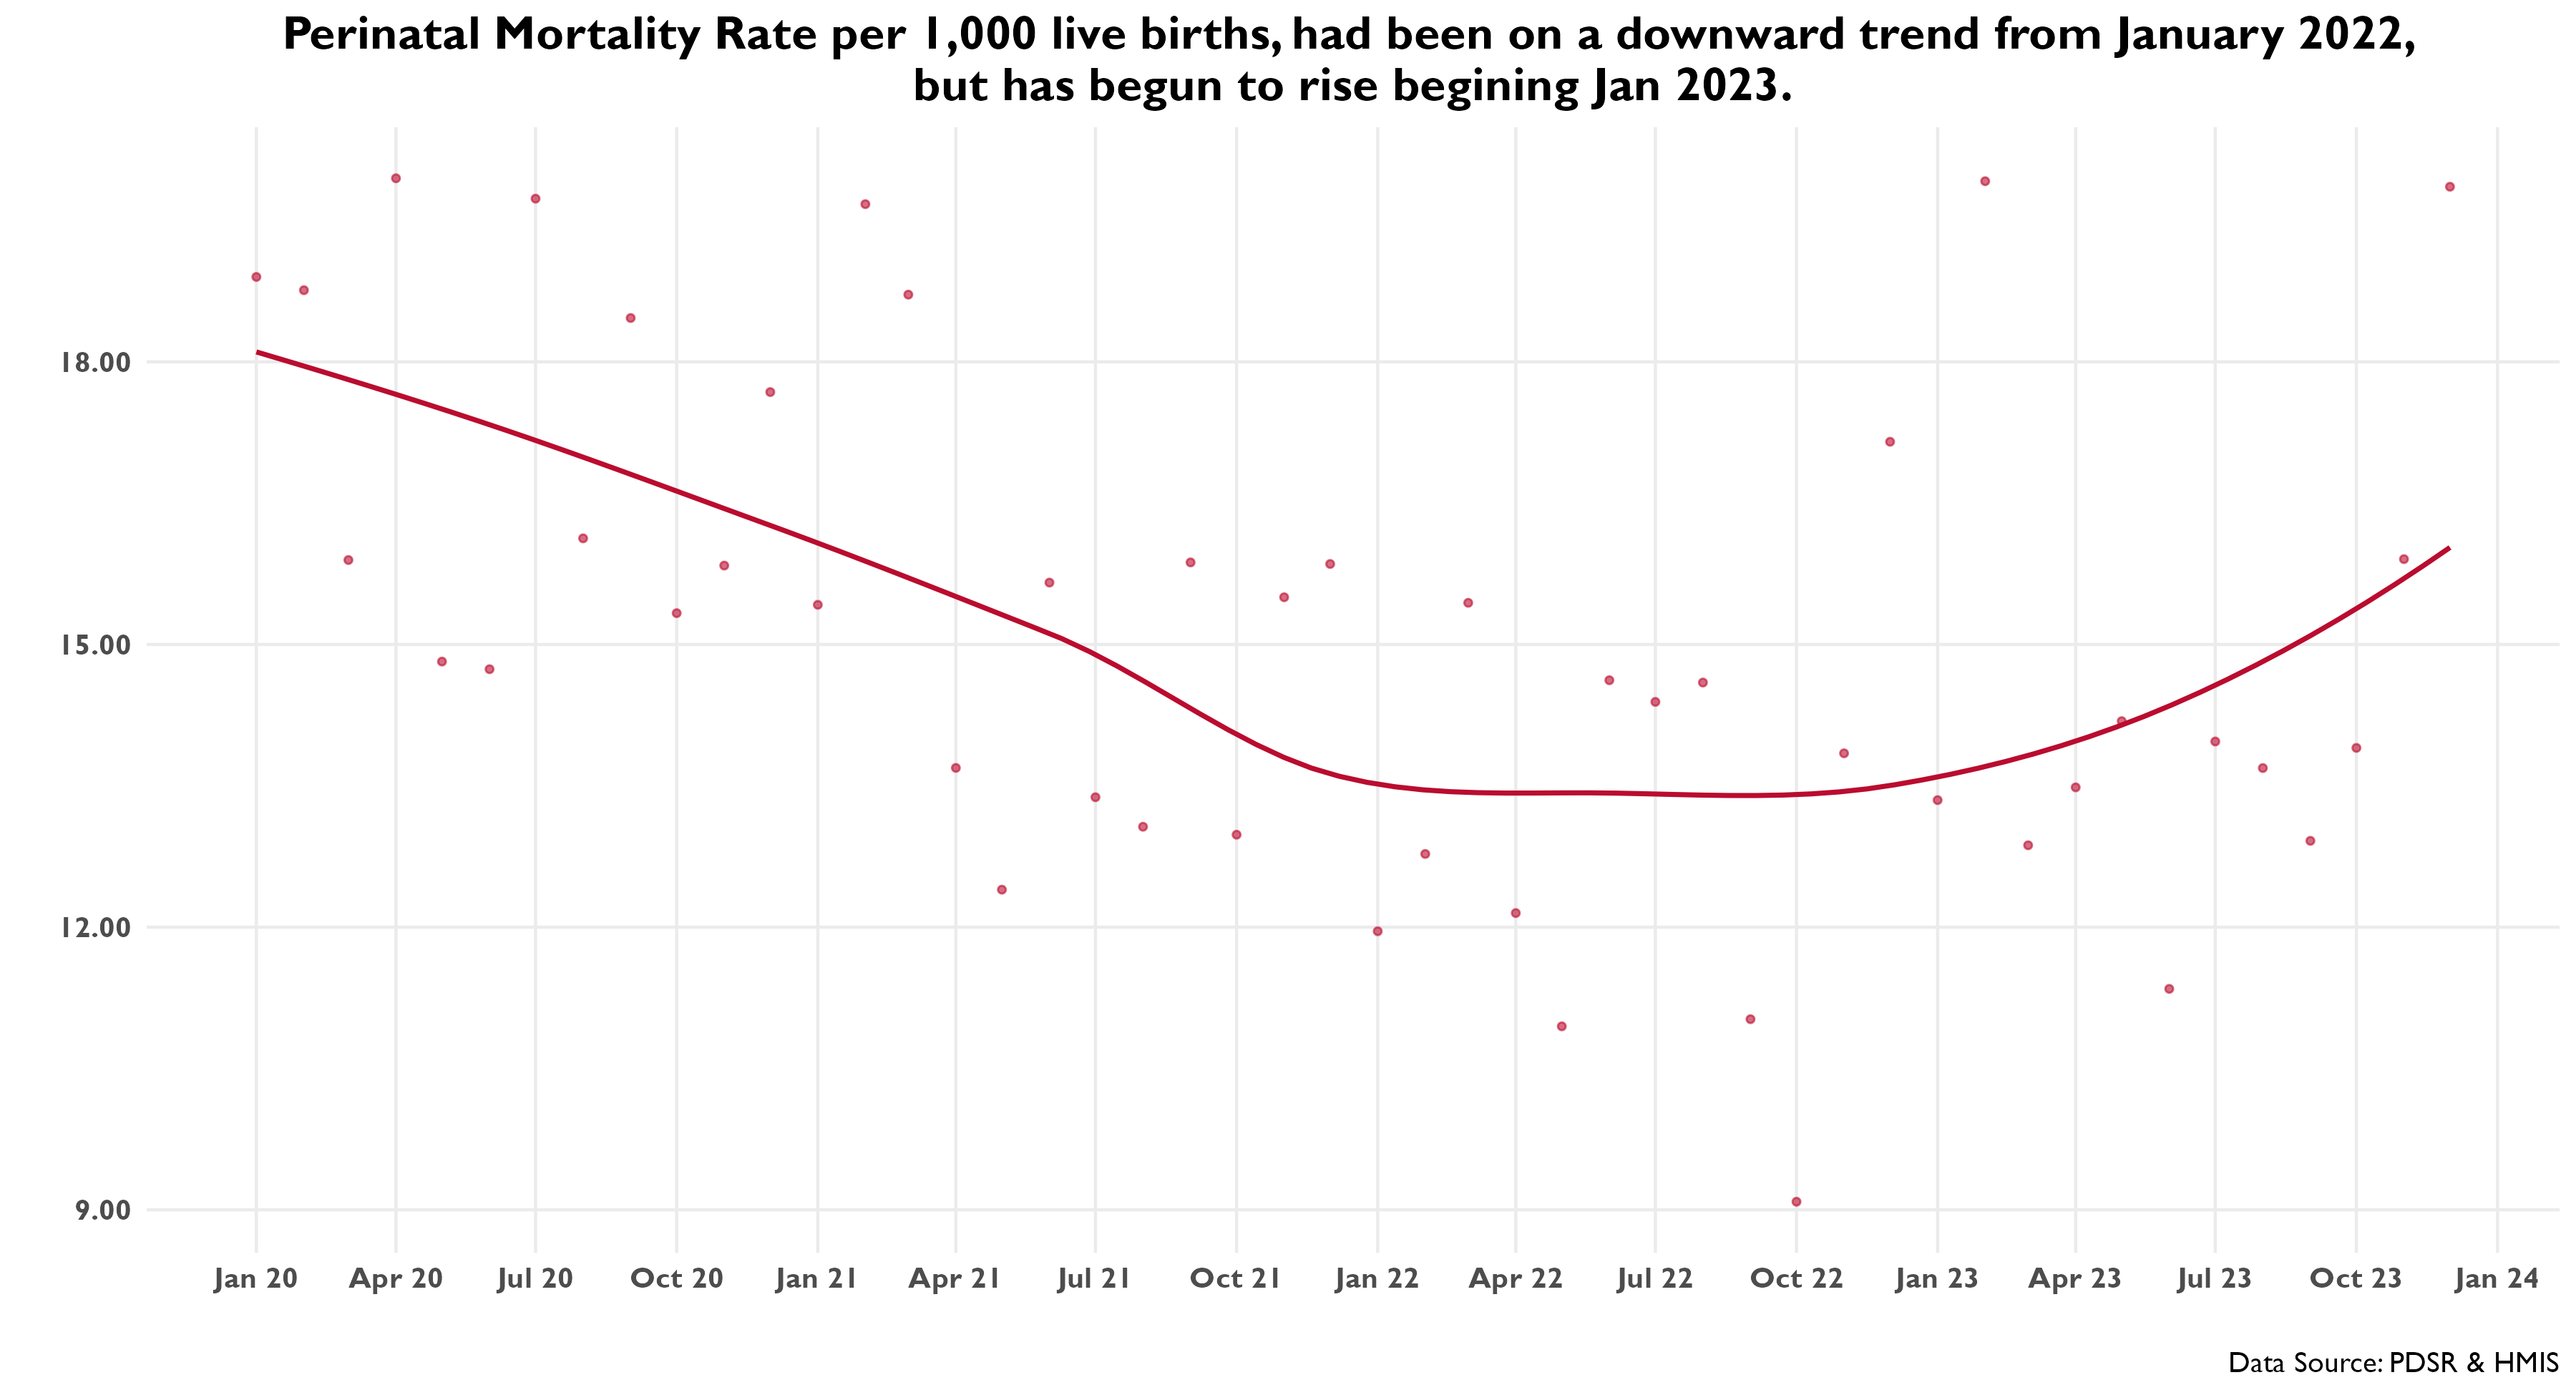 Perinatal Mortality Rate per 1,000 live births, had been on a downward trend from January 2022,
but has begun to rise begining Jan 2023.
18.00
15.00
12.00
9.00
Jan 20 Apr 20 Jul 20 Oct 20 Jan 21 Apr 21 Jul 21 Oct 21 Jan 22 Apr 22 Jul 22 Oct 22 Jan 23 Apr 23 Jul 23 Oct 23 Jan 24
Data Source: PDSR & HMIS